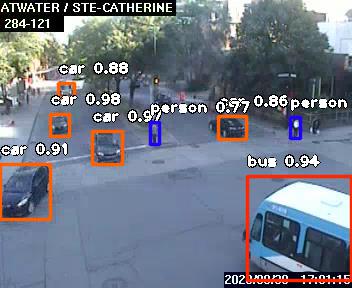 ATWATER / STE-CATHERINE
284-121
car 0.88
car 0.98
person 0.77
0.86
person
car 0.97
car 0.91
bus 0.94